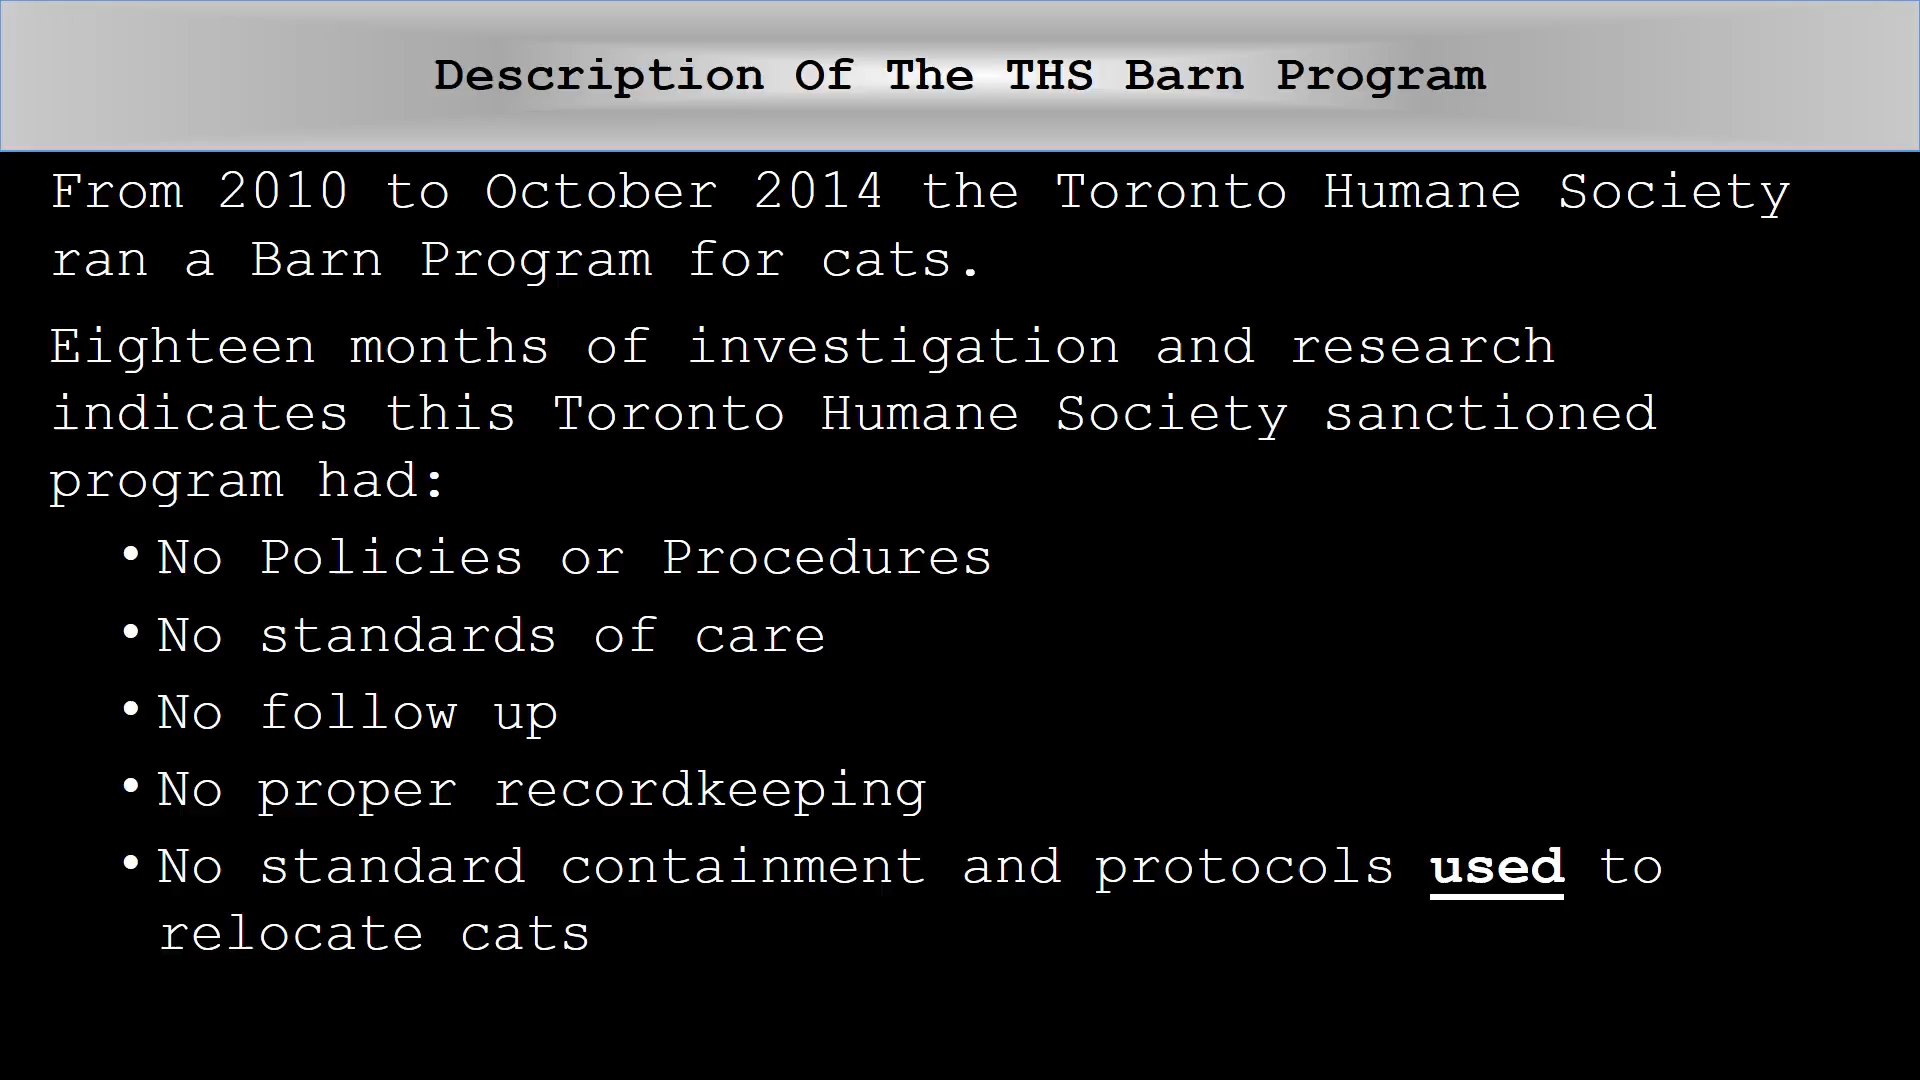 Description Of The THS Barn Program
From 2010 to October 2014 the Toronto Humane Society
ran a Barn Program for cats.
Eighteen months of investigation and research
indicates this Toronto Humane Society sanctioned
program had:
• No Policies or Procedures
• No standards of care
• No follow up
• No proper recordkeeping
• No standard containment and protocols used to
relocate cats